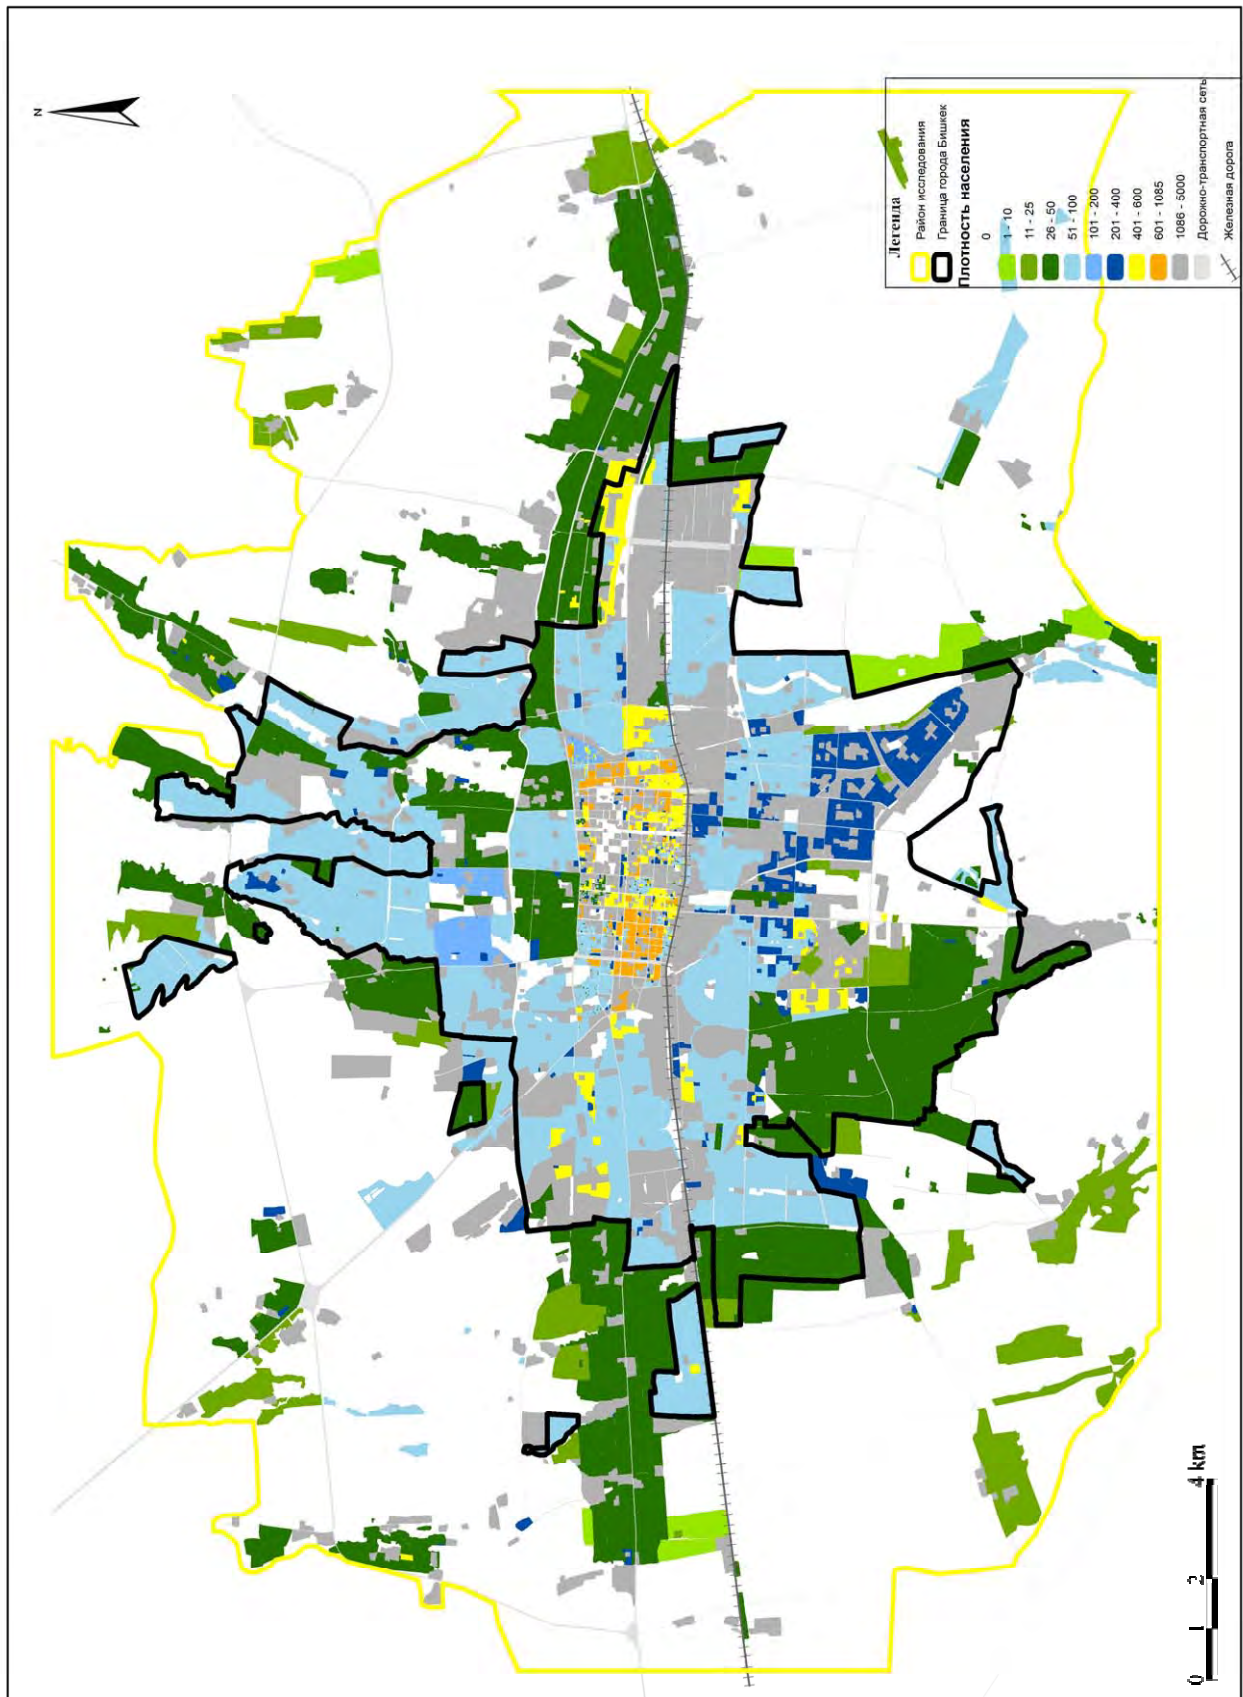 N
Легенда
Район исследования
Граница города Бишкек
Плотность населения
0
1 - 10
11 - 25
26 - 50
51 - 100
101 - 200
201 - 400
401 - 600
601 - 1085
1086 - 5000
Дорожно-транспортная сеть
Железная дорога
0 1 2 4 km